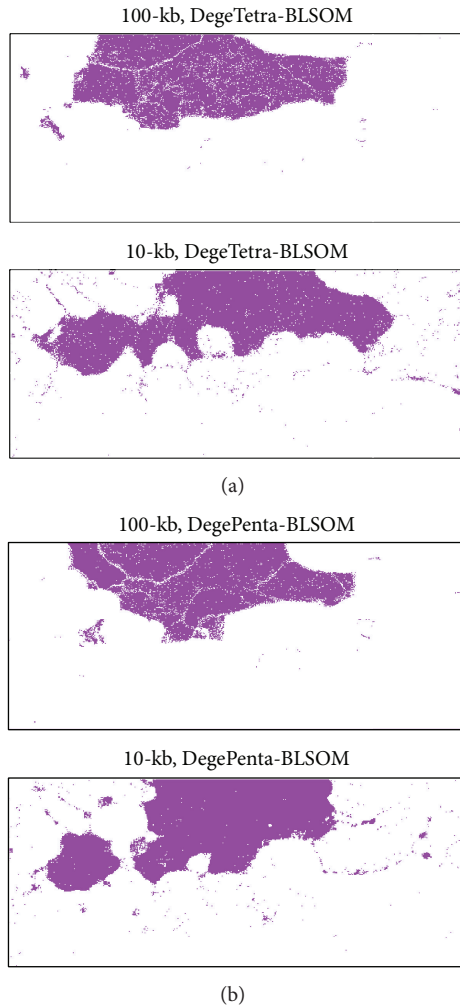 100-kb, DegeTetra-BLSOM
10-kb, DegeTetra-BLSOM
(a)
100-kb, DegePenta-BLSOM
10-kb, DegePenta-BLSOM
(b)